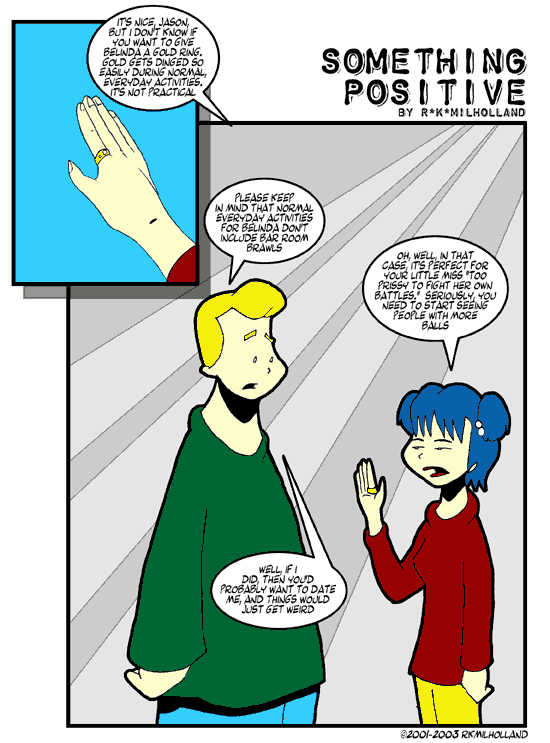 IT'S NICE, JASON,
BUT I DON'T KNOW IF
YOU WANT TO GIVE
BELINDA A GOLD RING.
GOLD GETS DINGED SO
EASILY DURING NORMAL,
EVERYDAY ACTIVITIES.
IT'S NOT PRACTICAL
SOMETHING
POSITIVE
BY R*K*MILHOLLAND
PLEASE KEEP
IN MIND THAT NORMAL
EVERYDAY ACTIVITIES
FOR BELINDA DON'T
INCLUDE BAR ROOM
BRAWLS
OH, WELL, IN THAT
CASE, IT'S PERFECT FOR
YOUR LITTLE MISS "TOO
PRISSY TO FIGHT HER OWN
BATTLES." SERIOUSLY, YOU
NEED TO START SEEING
PEOPLE WITH MORE
BALLS
WELL, IF I
DID, THEN YOU'D
PROBABLY WANT TO DATE
ME, AND THINGS WOULD
JUST GET WEIRD
©2001-2003 RKMILHOLLAND